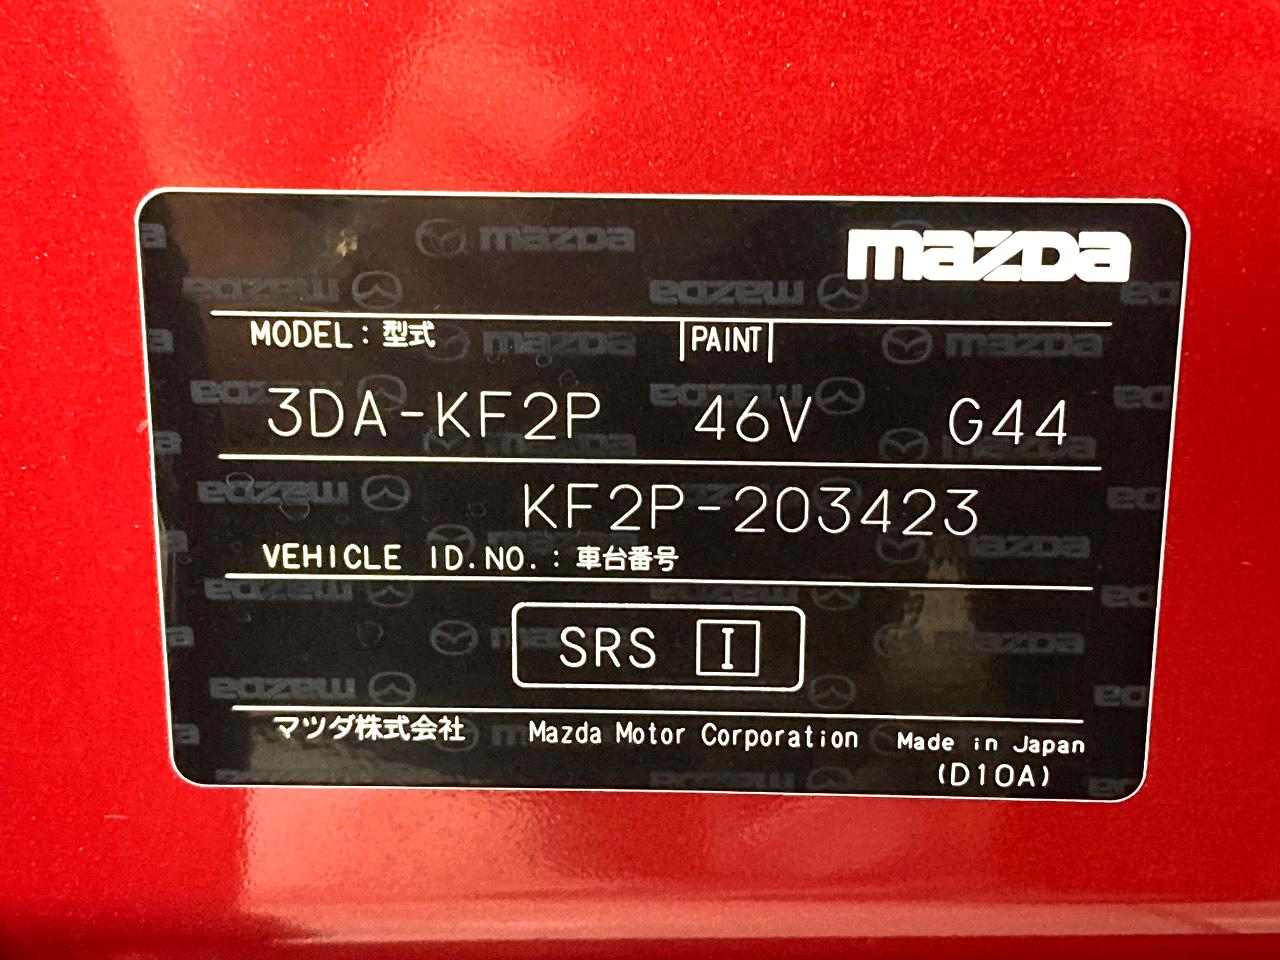 mazda
MODEL : 型式 PAINT
3DA-KF2P 46V G44
KF2P-203423
VEHICLE ID.NO. : 車台番号
SRS I
マツダ株式会社 Mazda Motor Corporation Made in Japan
(D10A)